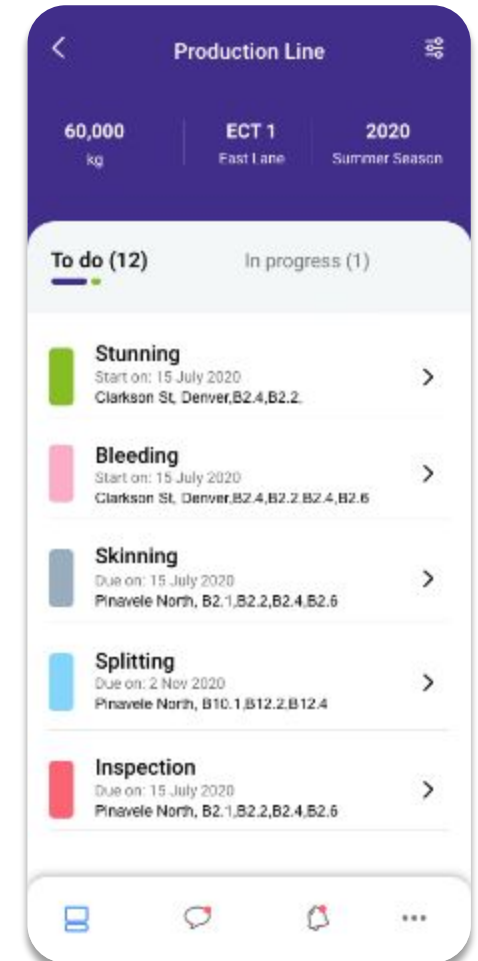 Production Line
60,000
kg
ECT 1
East Lane
2020
Summer Season
To do (12)
In progress (1)
Stunning
Start on: 15 July 2020
Clarkson St, Denver,B2.4,B2.2.
Bleeding
Start on: 15 July 2020
Clarkson St, Denver,B2.4,B2.2.B2.4,B2.6
Skinning
Due on: 15 July 2020
Pinavele North, B2.1,B2.2,B2.4,B2.6
Splitting
Due on: 2 Nov 2020
Pinavele North, B10.1,B12.2,B12.4
Inspection
Due on: 15 July 2020
Pinavele North, B2.1,B2.2,B2.4,B2.6